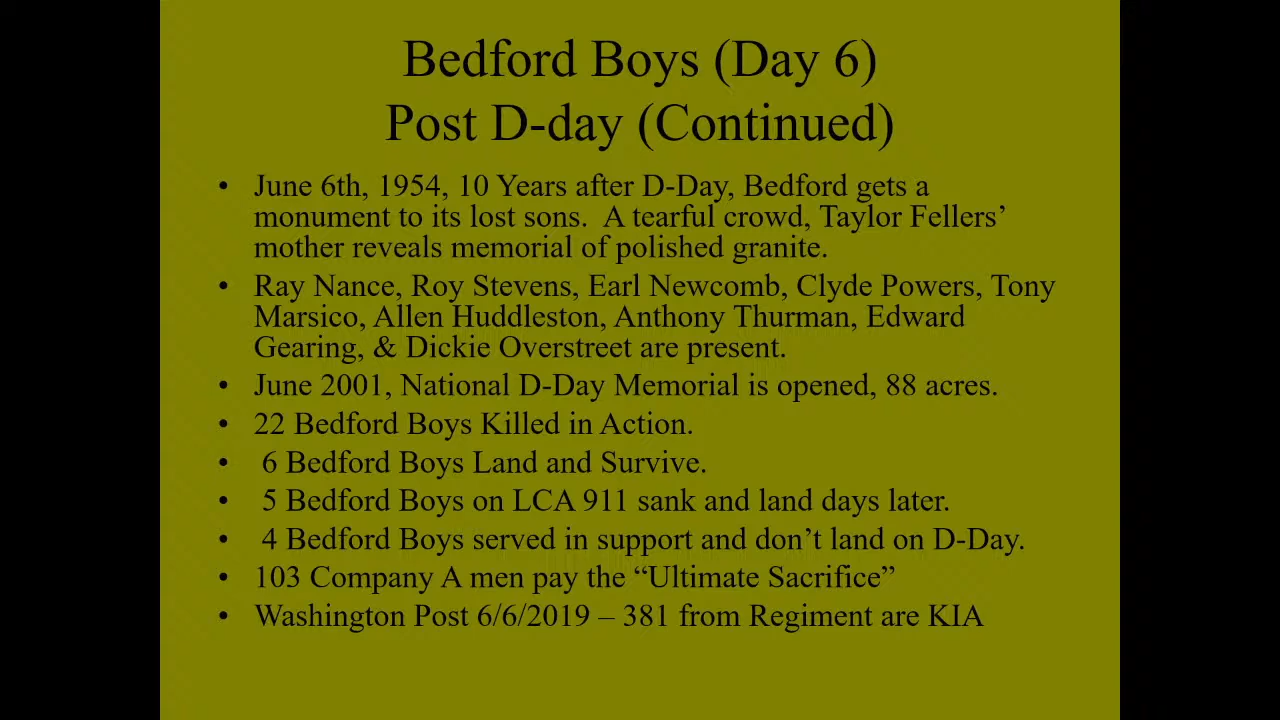 Bedford Boys (Day 6)
Post D-day (Continued)
• June 6th, 1954, 10 Years after D-Day, Bedford gets a
monument to its lost sons.  A tearful crowd, Taylor Fellers’
mother reveals memorial of polished granite.
• Ray Nance, Roy Stevens, Earl Newcomb, Clyde Powers, Tony
Marsico, Allen Huddleston, Anthony Thurman, Edward
Gearing, & Dickie Overstreet are present.
• June 2001, National D-Day Memorial is opened, 88 acres.
• 22 Bedford Boys Killed in Action.
• 6 Bedford Boys Land and Survive.
• 5 Bedford Boys on LCA 911 sank and land days later.
• 4 Bedford Boys served in support and don’t land on D-Day.
• 103 Company A men pay the “Ultimate Sacrifice”
• Washington Post 6/6/2019 – 381 from Regiment are KIA